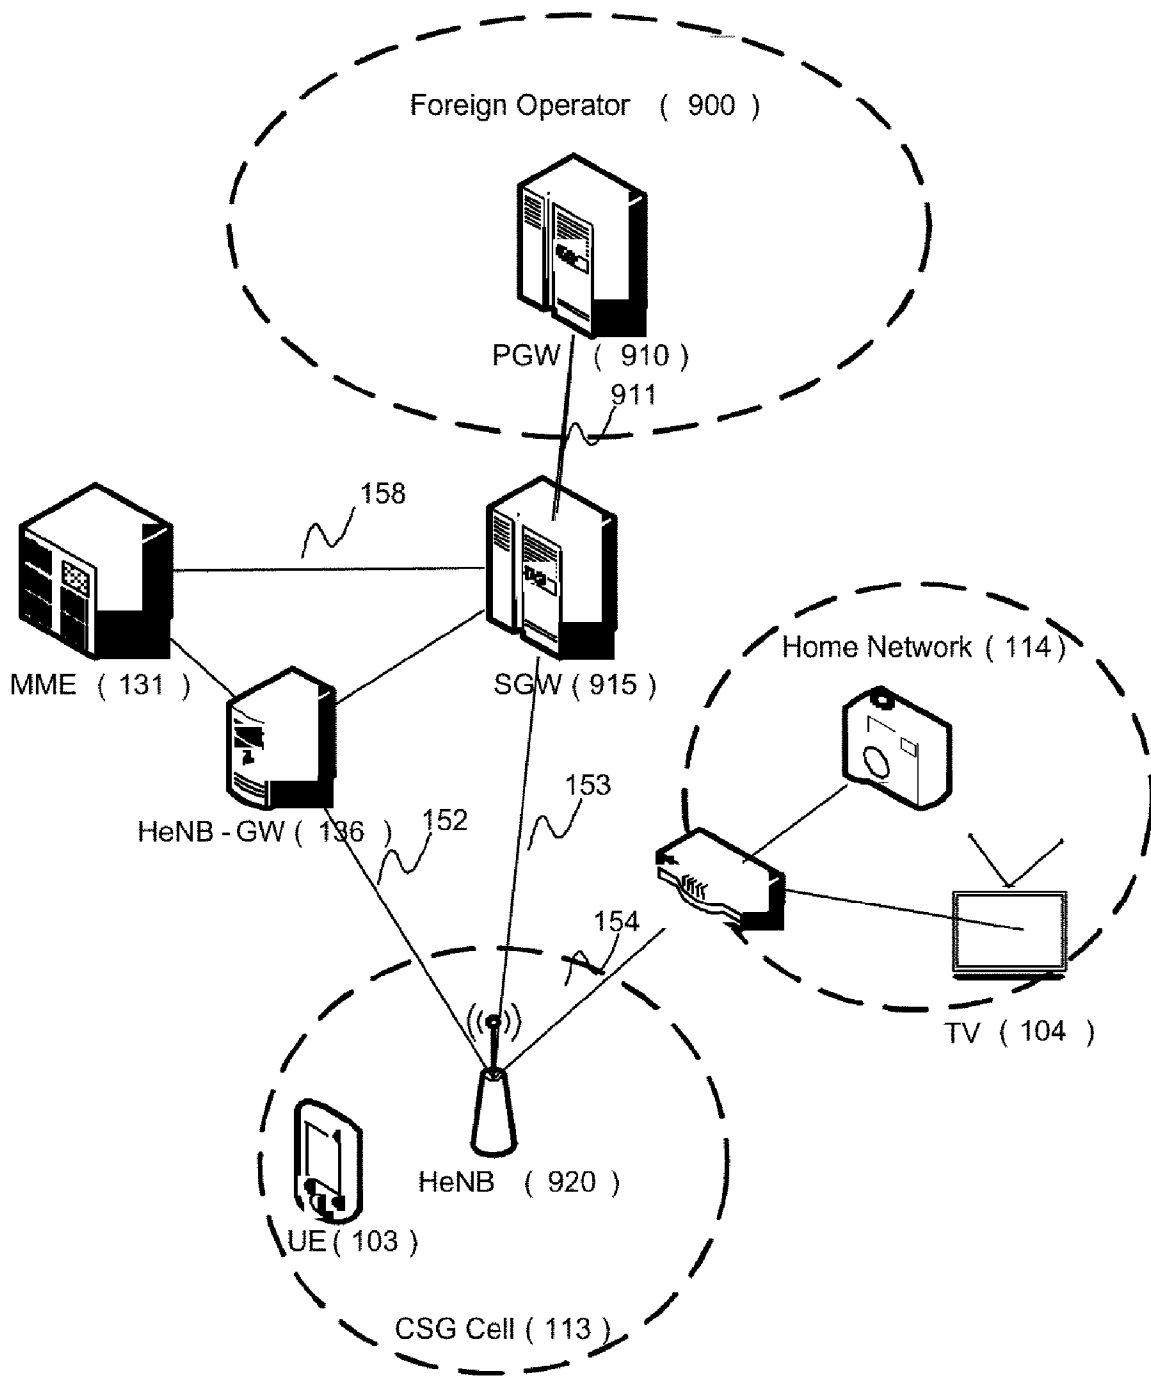 Foreign Operator ( 900 )
PGW ( 910 )
911
158
MME ( 131 )
SGW ( 915 )
Home Network ( 114 )
153
HeNB - GW ( 136 )
152
154
TV ( 104 )
HeNB ( 920 )
UE ( 103 )
CSG Cell ( 113 )